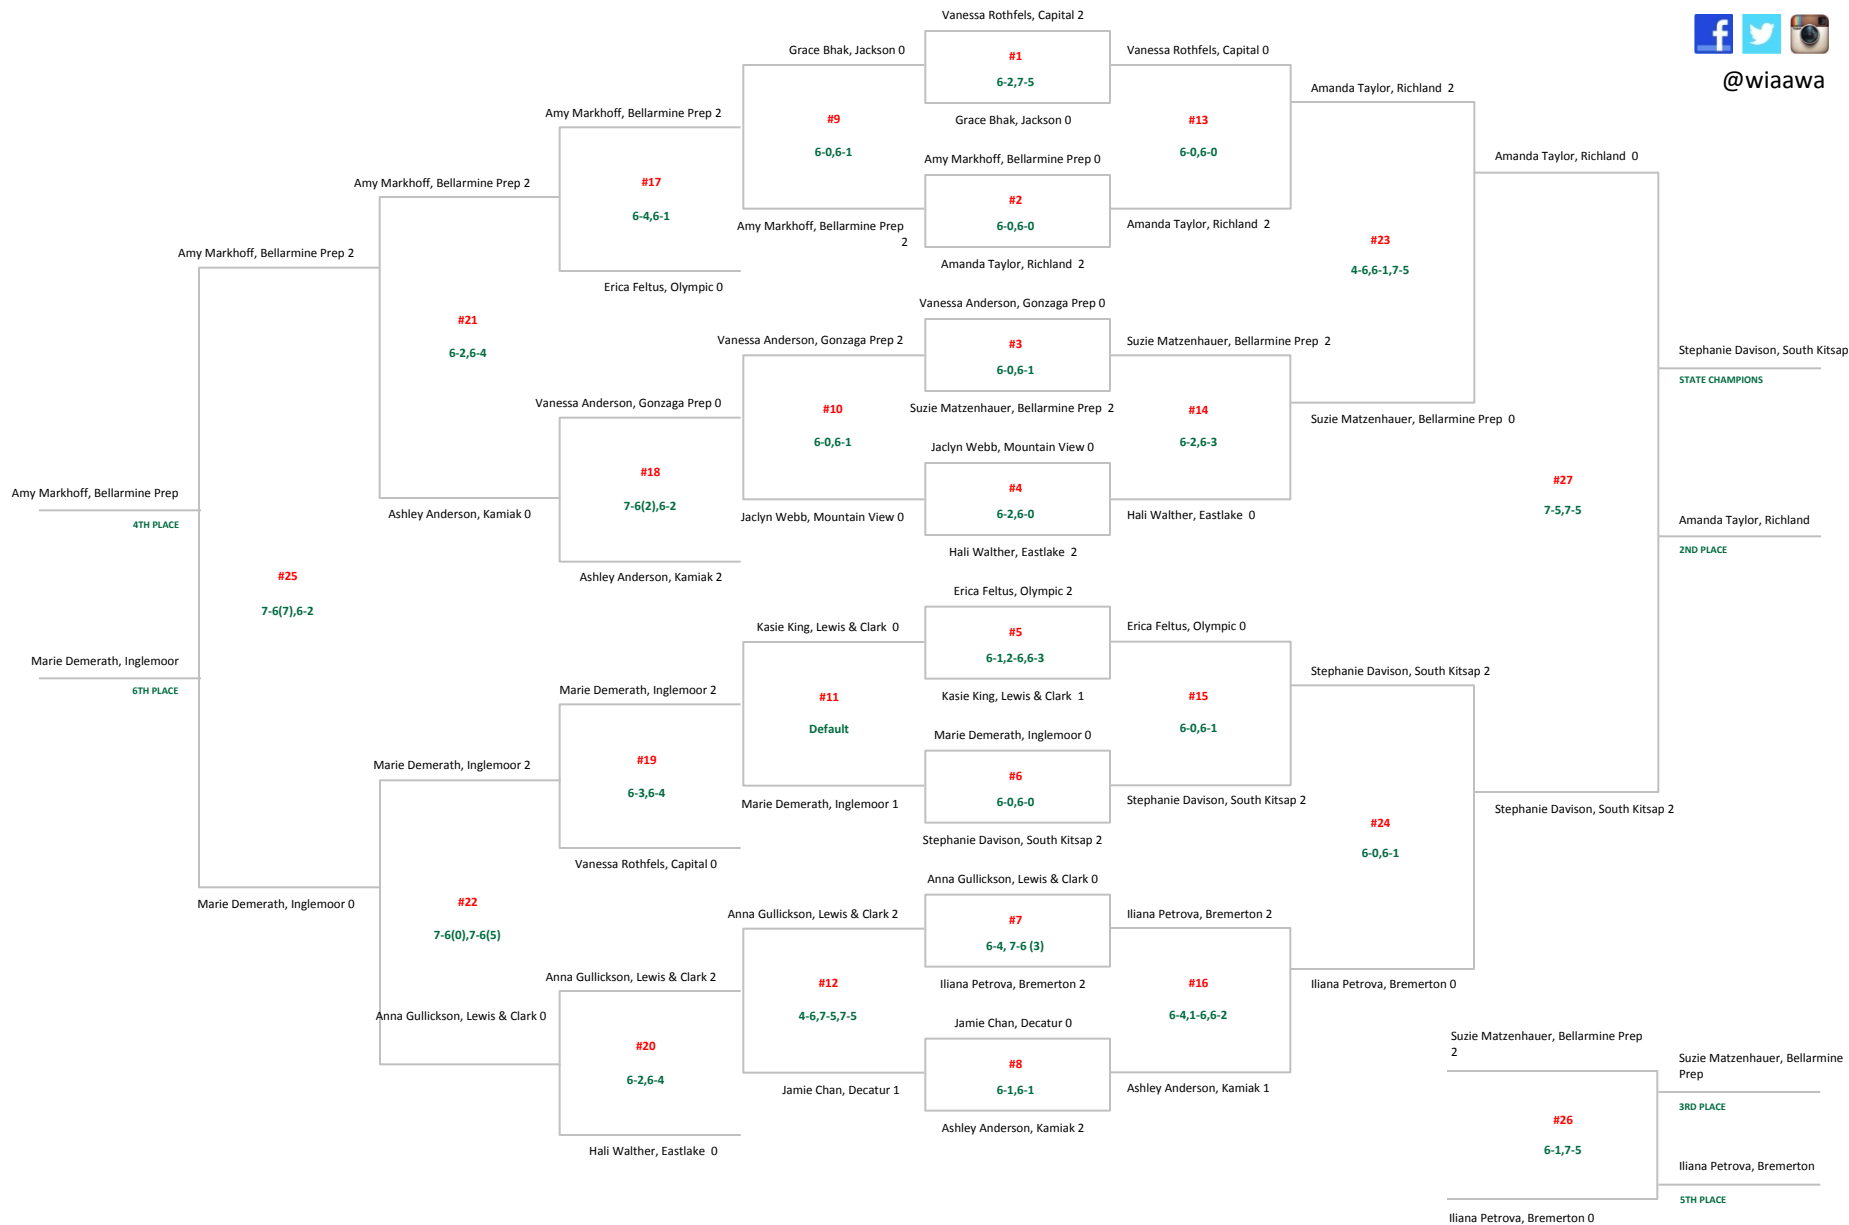 Vanessa Rothfels, Capital 2
Grace Bhak, Jackson 0
#1
Vanessa Rothfels, Capital 0
6-2,7-5
@wiaawa
Amanda Taylor, Richland 2
Amy Markhoff, Bellarmine Prep 2
#9
Grace Bhak, Jackson 0
#13
6-0,6-1
Amy Markhoff, Bellarmine Prep 0
6-0,6-0
Amanda Taylor, Richland 0
Amy Markhoff, Bellarmine Prep 2
#17
#2
6-4,6-1
Amy Markhoff, Bellarmine Prep
2
6-0,6-0
Amanda Taylor, Richland 2
#23
Amy Markhoff, Bellarmine Prep 2
Amanda Taylor, Richland 2
4-6,6-1,7-5
Erica Feltus, Olympic 0
Vanessa Anderson, Gonzaga Prep 0
#21
Vanessa Anderson, Gonzaga Prep 2
#3
Suzie Matzenhauer, Bellarmine Prep 2
6-2,6-4
6-0,6-1
Stephanie Davison, South Kitsap
STATE CHAMPIONS
Vanessa Anderson, Gonzaga Prep 0
#10
Suzie Matzenhauer, Bellarmine Prep 2
#14
Suzie Matzenhauer, Bellarmine Prep 0
6-0,6-1
Jaclyn Webb, Mountain View 0
6-2,6-3
#18
#4
#27
Amy Markhoff, Bellarmine Prep
4TH PLACE
Ashley Anderson, Kamiak 0
7-6(2),6-2
Jaclyn Webb, Mountain View 0
6-2,6-0
Hali Walther, Eastlake 0
7-5,7-5
Amanda Taylor, Richland
2ND PLACE
Hali Walther, Eastlake 2
#25
Ashley Anderson, Kamiak 2
7-6(7),6-2
Erica Feltus, Olympic 2
Kasie King, Lewis & Clark 0
#5
Erica Feltus, Olympic 0
6-1,2-6,6-3
Marie Demerath, Inglemoor
6TH PLACE
Marie Demerath, Inglemoor 2
#11
Kasie King, Lewis & Clark 1
#15
Stephanie Davison, South Kitsap 2
Default
Marie Demerath, Inglemoor 0
6-0,6-1
Marie Demerath, Inglemoor 2
#19
#6
6-3,6-4
Marie Demerath, Inglemoor 1
6-0,6-0
Stephanie Davison, South Kitsap 2
Stephanie Davison, South Kitsap 2
#24
Stephanie Davison, South Kitsap 2
6-0,6-1
Vanessa Rothfels, Capital 0
Anna Gullickson, Lewis & Clark 0
Marie Demerath, Inglemoor 0
#22
Anna Gullickson, Lewis & Clark 2
#7
Iliana Petrova, Bremerton 2
7-6(0),7-6(5)
6-4, 7-6 (3)
Anna Gullickson, Lewis & Clark 2
#12
Iliana Petrova, Bremerton 2
#16
Iliana Petrova, Bremerton 0
Anna Gullickson, Lewis & Clark 0
4-6,7-5,7-5
Jamie Chan, Decatur 0
6-4,1-6,6-2
#20
#8
Suzie Matzenhauer, Bellarmine Prep
2
Suzie Matzenhauer, Bellarmine
Prep
3RD PLACE
6-2,6-4
Jamie Chan, Decatur 1
6-1,6-1
Ashley Anderson, Kamiak 1
Ashley Anderson, Kamiak 2
#26
Hali Walther, Eastlake 0
6-1,7-5
Iliana Petrova, Bremerton
5TH PLACE
Iliana Petrova, Bremerton 0